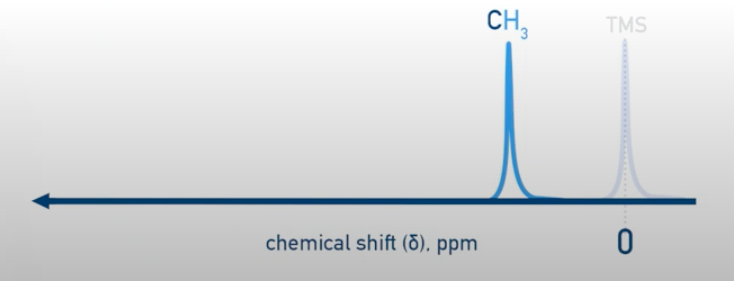 CH₃
TMS
chemical shift (δ), ppm
0